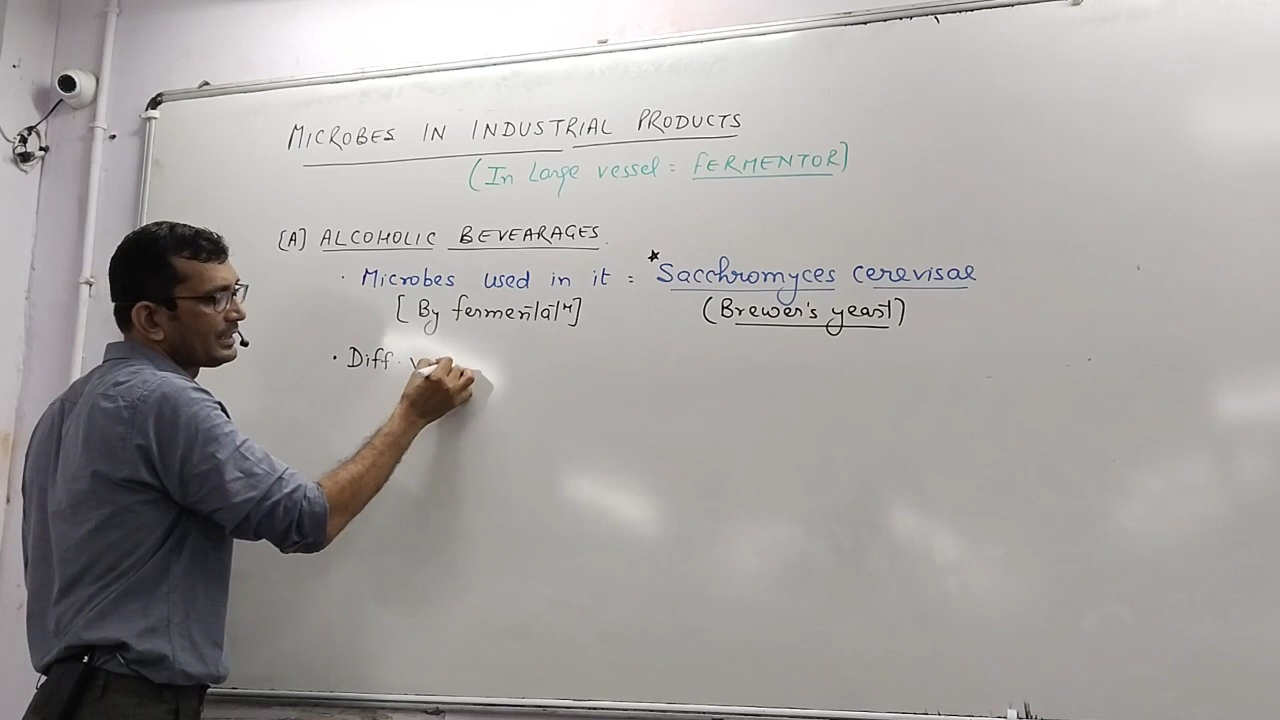 MICROBES IN INDUSTRIAL PRODUCTS
(In Large vessel = FERMENTOR)
[A] ALCOHOLIC BEVEARAGES.
· Microbes used in it = *Sacchromyces cerevisae
[By fermentatn] (Brewer's yeast)
· Diff.